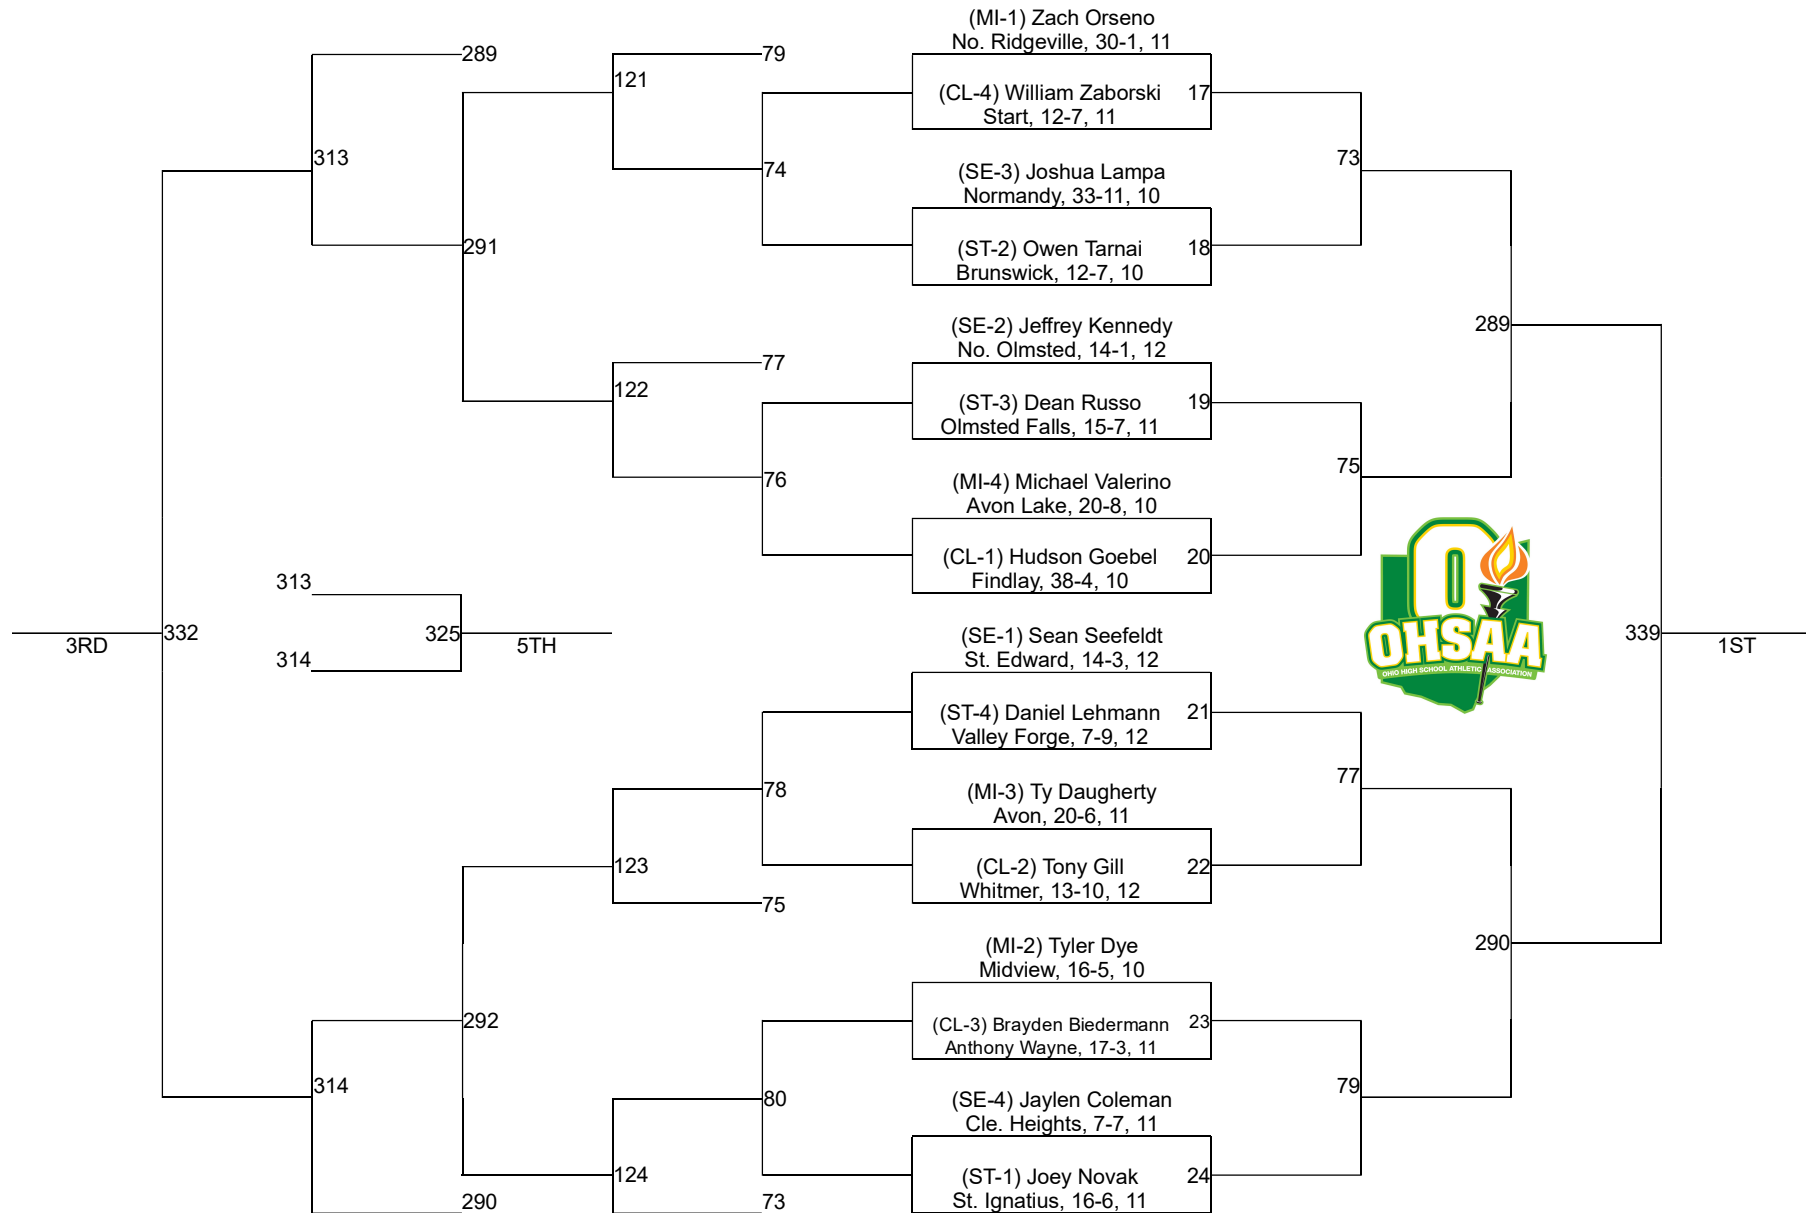 (MI-1) Zach Orseno
No. Ridgeville, 30-1, 11
289
79
121
(CL-4) William Zaborski
17
Start, 12-7, 11
313
73
74
(SE-3) Joshua Lampa
Normandy, 33-11, 10
291
(ST-2) Owen Tarnai
18
Brunswick, 12-7, 10
(SE-2) Jeffrey Kennedy
289
No. Olmsted, 14-1, 12
77
122
(ST-3) Dean Russo
19
Olmsted Falls, 15-7, 11
75
76
(MI-4) Michael Valerino
Avon Lake, 20-8, 10
(CL-1) Hudson Goebel
20
Findlay, 38-4, 10
O
OHSAA
OHIO HIGH SCHOOL ATHLETIC ASSOCIATION
313
332
3RD
325
5TH
314
(SE-1) Sean Seefeldt
St. Edward, 14-3, 12
339
1ST
(ST-4) Daniel Lehmann
21
Valley Forge, 7-9, 12
77
78
(MI-3) Ty Daugherty
Avon, 20-6, 11
123
(CL-2) Tony Gill
22
Whitmer, 13-10, 12
75
(MI-2) Tyler Dye
290
Midview, 16-5, 10
292
(CL-3) Brayden Biedermann
23
Anthony Wayne, 17-3, 11
314
79
80
(SE-4) Jaylen Coleman
Cle. Heights, 7-7, 11
124
(ST-1) Joey Novak
24
St. Ignatius, 16-6, 11
290
73